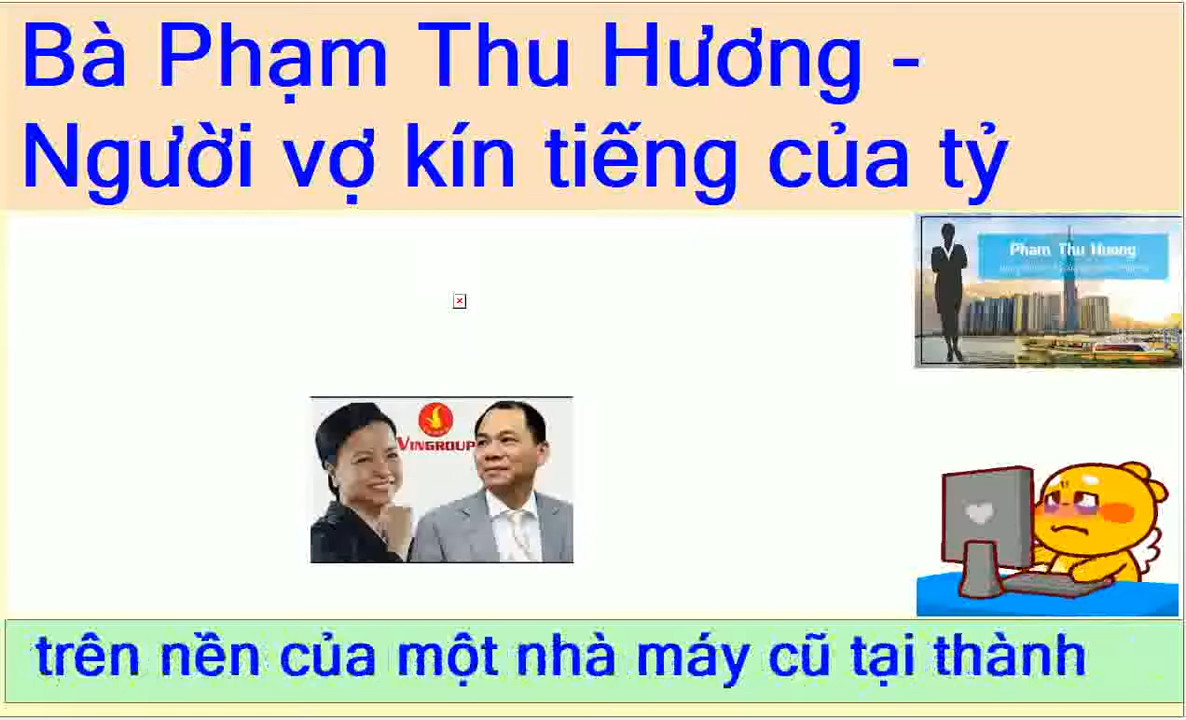 Bà Phạm Thu Hương -
Người vợ kín tiếng của tỷ
Pham Thu Huong
VINGROUP
trên nền của một nhà máy cũ tại thành